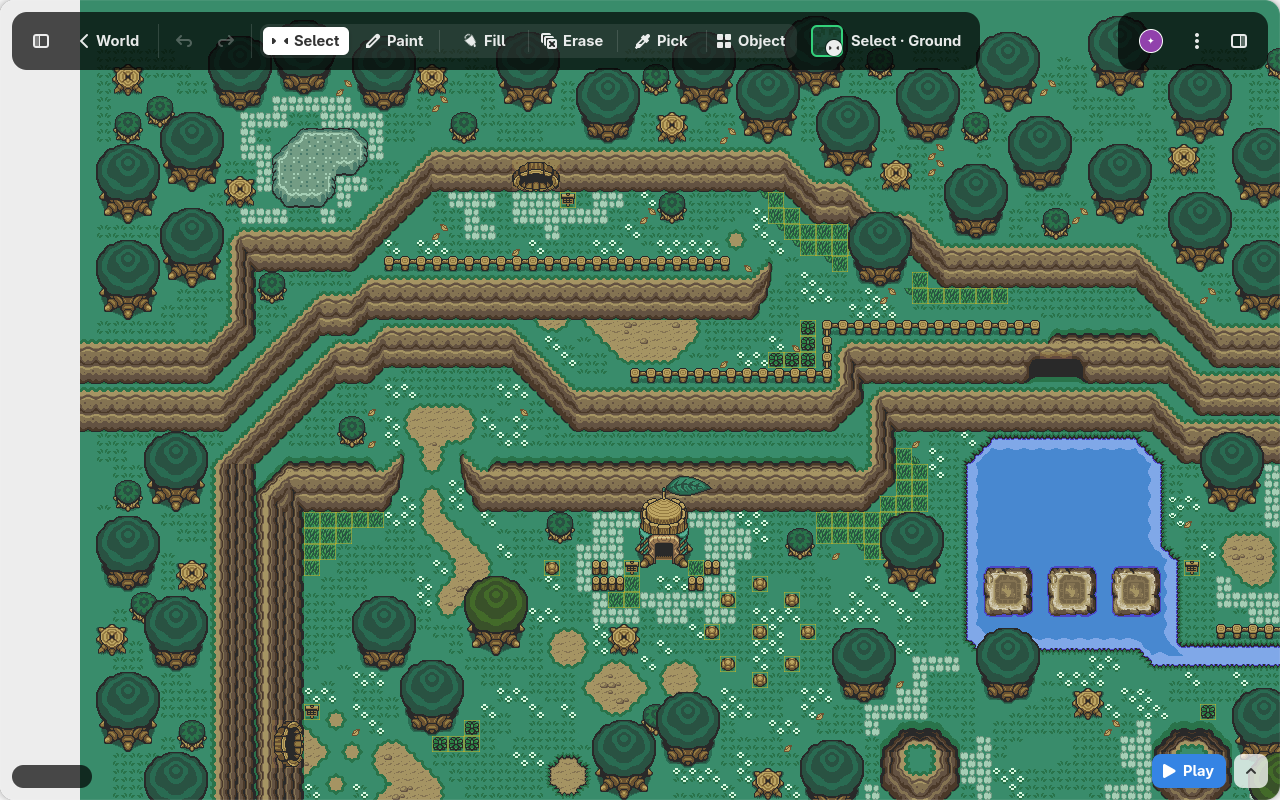 World
Select
Paint
Fill
Erase
Pick
Object
Select · Ground
Play